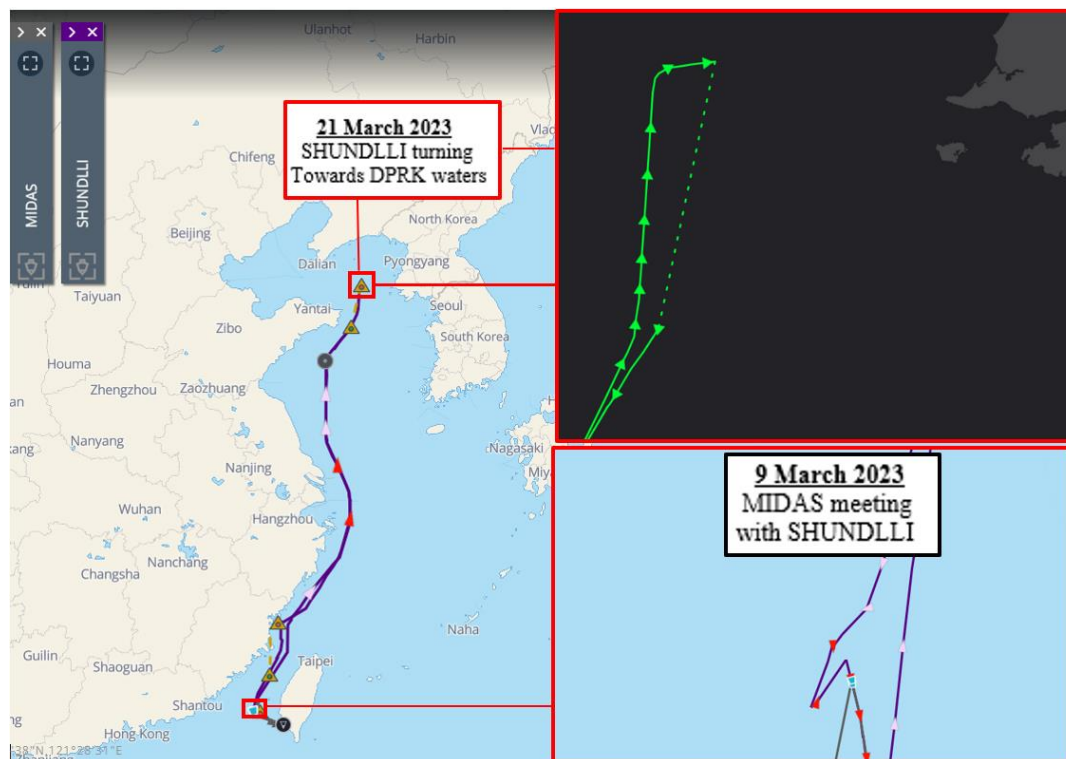 Ulanhot
Harbin
MIDAS
SHUNDLLI
21 March 2023
SHUNDLLI turning
Towards DPRK waters
Chifeng
North Korea
Beijing
Dalian
Pyongyang
Taiyuan
Yantai
Seoul
Zibo
South Korea
Houma
Zhengzhou
Zaozhuang
Nanyang
Nagasaki
Nanjing
9 March 2023
MIDAS meeting
with SHUNDLLI
Wuhan
Hangzhou
Nanchang
Changsha
Naha
Guilin
Shaoguan
Taipei
Shantou
Hong Kong